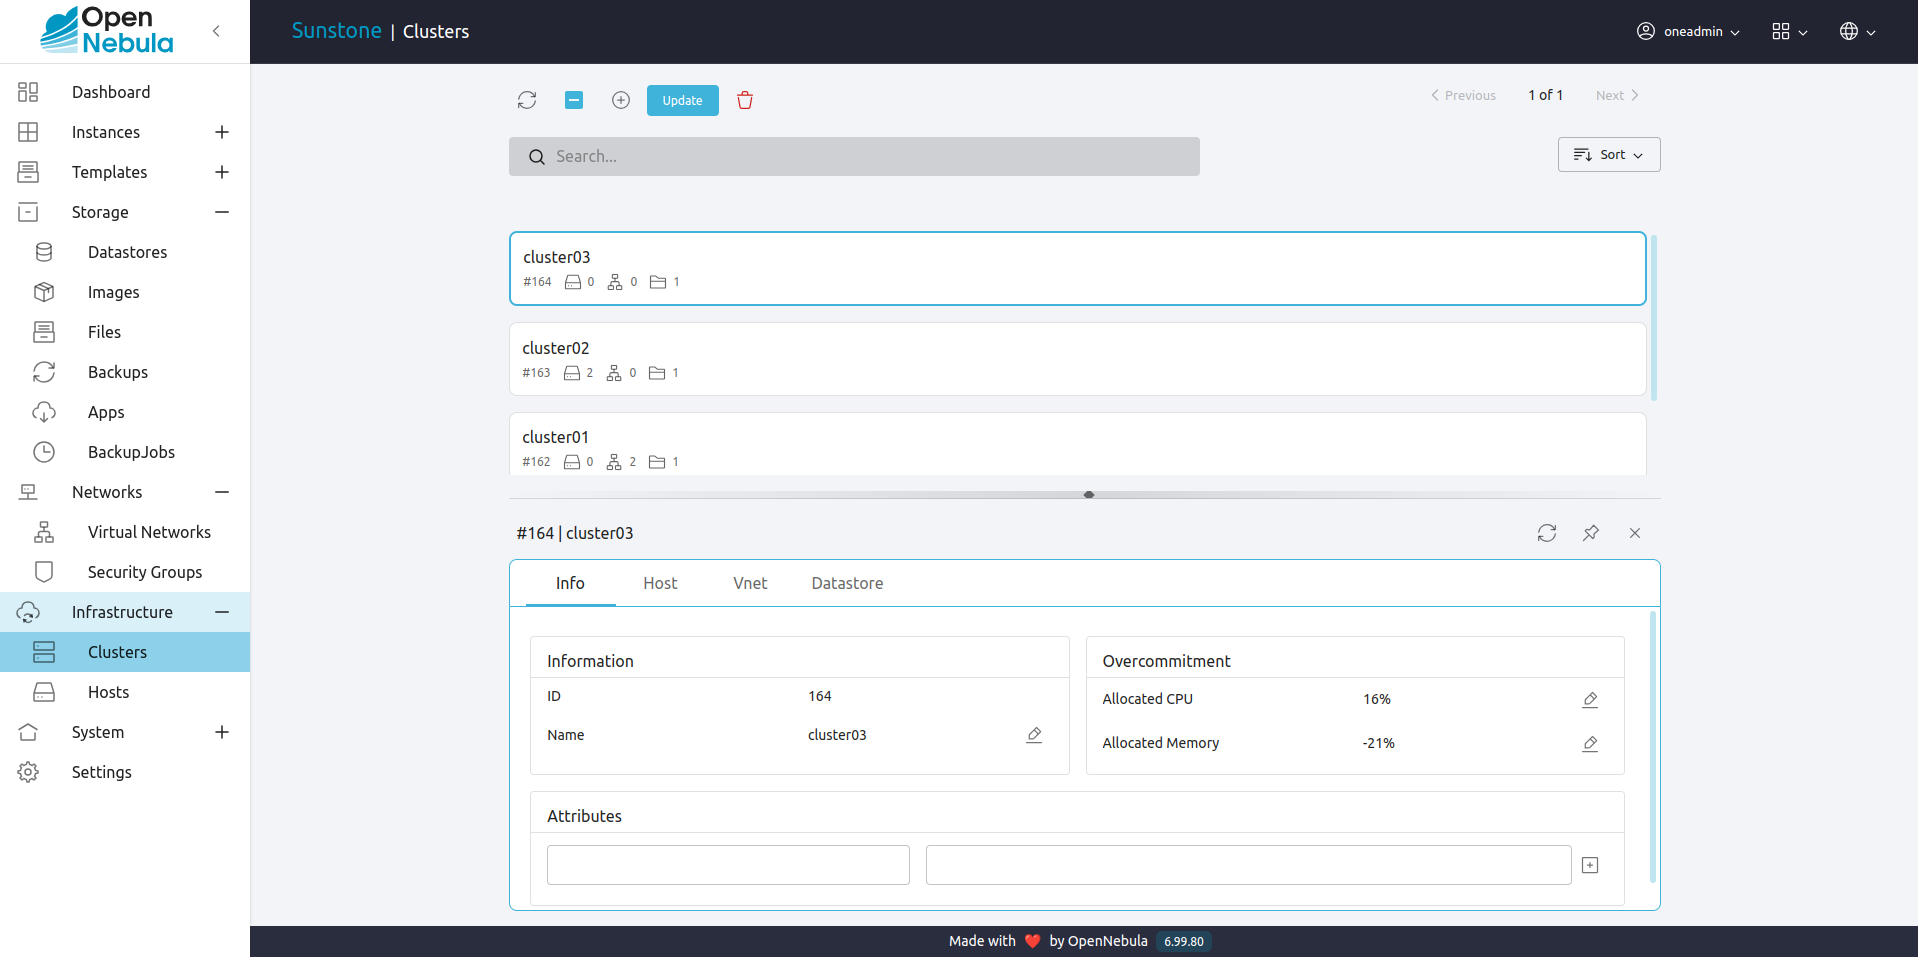 Open
Nebula
Sunstone | Clusters
oneadmin
Dashboard
Instances
Templates
Storage
Datastores
Images
Files
Backups
Apps
BackupJobs
Networks
Virtual Networks
Security Groups
Infrastructure
Clusters
Hosts
System
Settings
Update
Previous 1 of 1 Next
Search...
Sort
cluster03
#164 0 0 1
cluster02
#163 2 0 1
cluster01
#162 0 2 1
#164 | cluster03
Info Host Vnet Datastore
Information
ID 164
Name cluster03
Overcommitment
Allocated CPU 16%
Allocated Memory -21%
Attributes
Made with ❤️ by OpenNebula 6.99.80